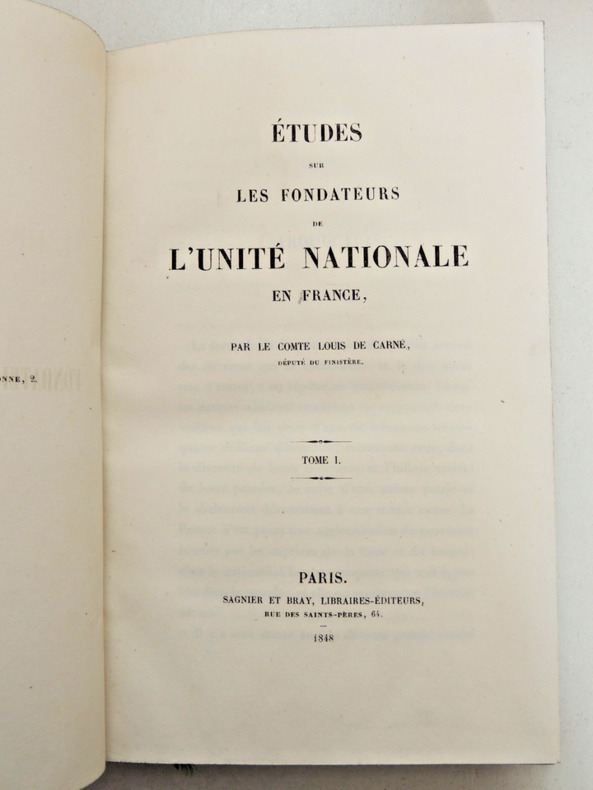 ÉTUDES
SUR
LES FONDATEURS
DE
L'UNITÉ NATIONALE
EN FRANCE,
PAR LE COMTE LOUIS DE CARNÉ,
DÉPUTÉ DU FINISTÈRE.
TOME I.
PARIS.
SAGNIER ET BRAY, LIBRAIRES-ÉDITEURS,
RUE DES SAINTS-PÈRES, 64.
1848
2.